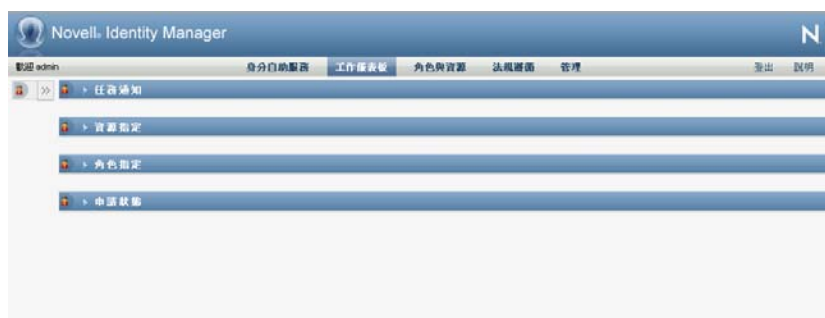 Novell® Identity Manager
N
歡迎 admin
身分自助服務 工作儀表板 角色與資源 法規遵循 管理 登出 說明
任務通知
資源指定
角色指定
申請狀態